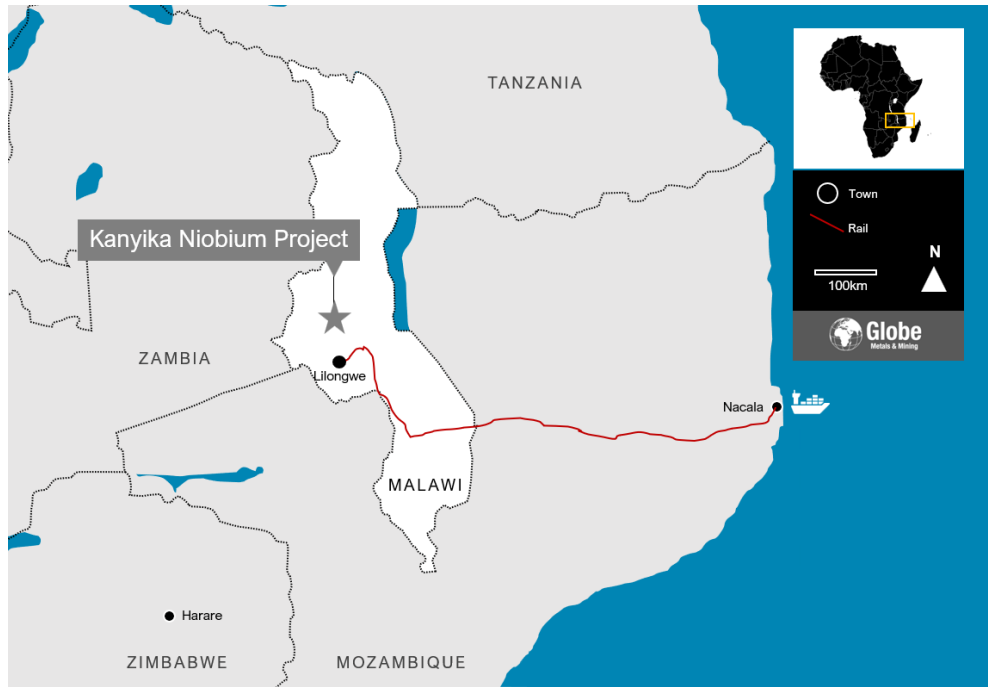 TANZANIA
Kanyika Niobium Project
ZAMBIA
Lilongwe
Nacala
MALAWI
Harare
ZIMBABWE
MOZAMBIQUE
Town
Rail
N
100km
Globe
Metals & Mining